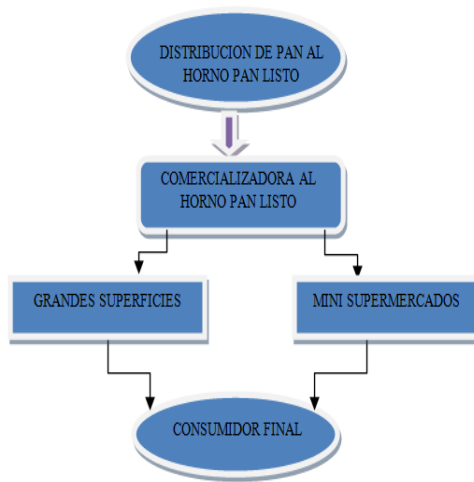 DISTRIBUCION DE PAN AL
HORNO PAN LISTO
COMERCIALIZADORA AL
HORNO PAN LISTO
GRANDES SUPERFICIES
MINI SUPERMERCADOS
CONSUMIDOR FINAL